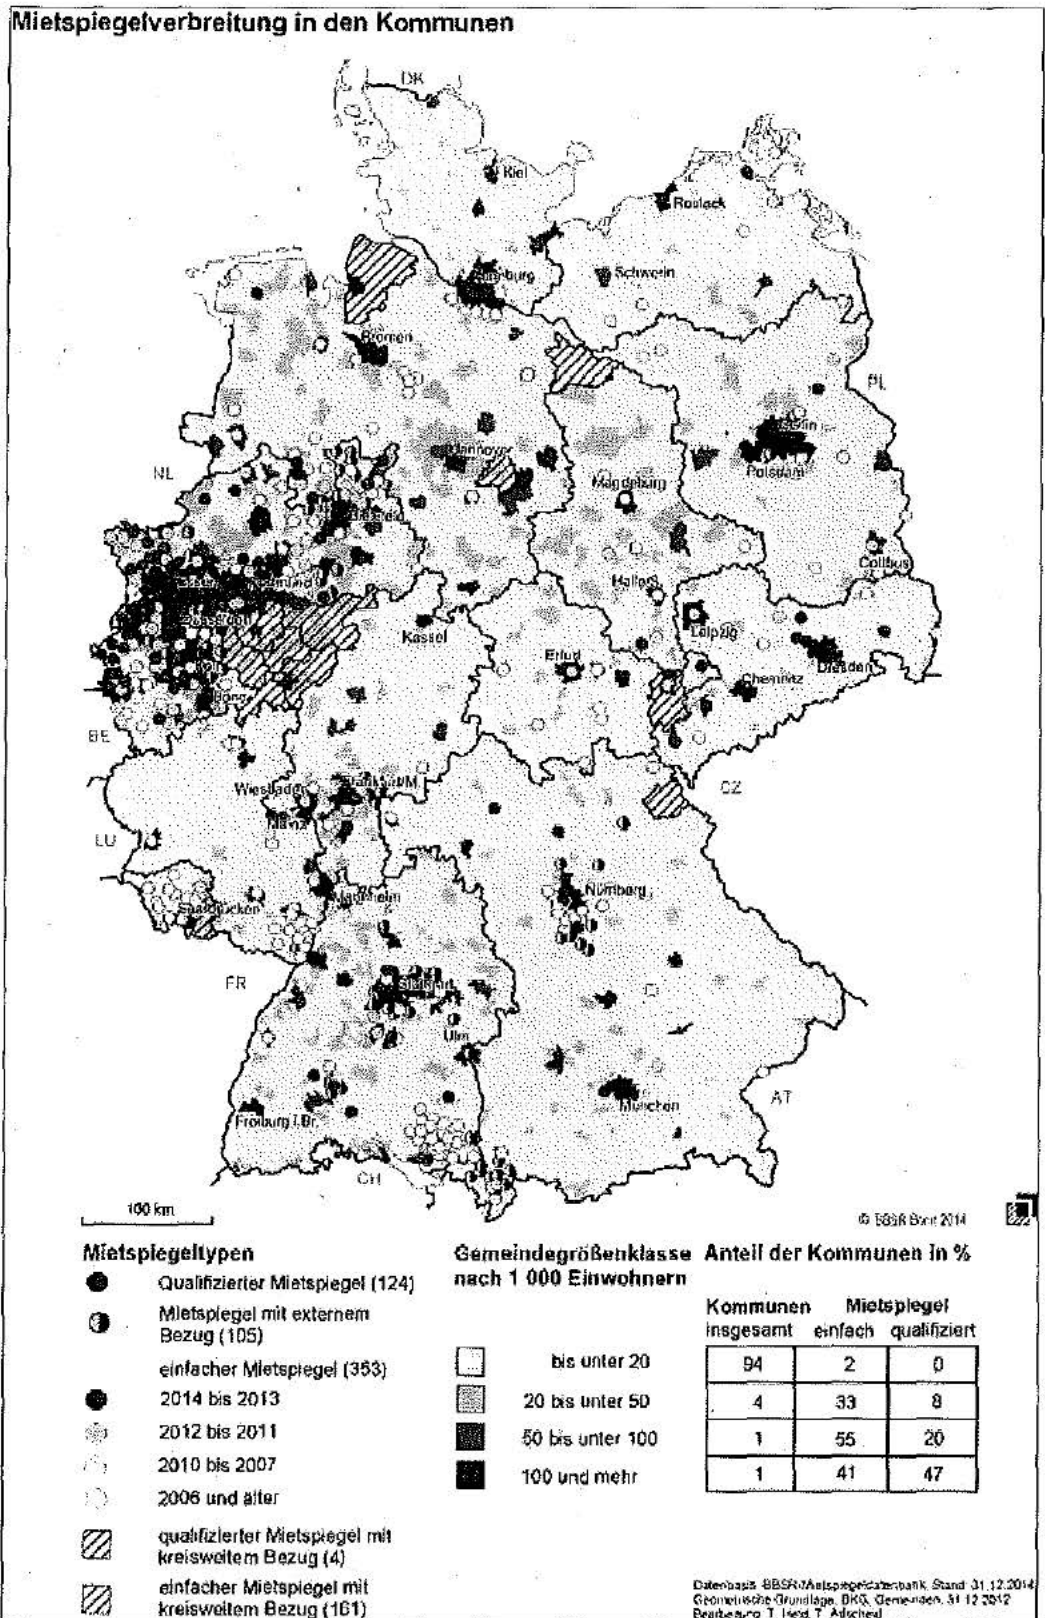 Mietspiegelverbreitung in den Kommunen
DK
Kiel
Rostock
Hamburg
Schwerin
Bremen
PL
Berlin
Hannover
Potsdam
NL
Magdeburg
Bielefeld
Cottbus
Halle/S.
Leipzig
Kassel
Erfurt
Dresden
Chemnitz
Köln
Bonn
BE
Wiesbaden
Frankfurt/M.
CZ
Mainz
LU
Mannheim
Nürnberg
Saarbrücken
FR
Stuttgart
Ulm
München
AT
Freiburg i.Br.
CH
100 km
© BBSR Bonn 2014
Mietspiegeltypen
Qualifizierter Mietspiegel (124)
Mietspiegel mit externem
Bezug (105)
einfacher Mietspiegel (353)
2014 bis 2013
2012 bis 2011
2010 bis 2007
2006 und älter
qualifizierter Mietspiegel mit
kreisweitem Bezug (4)
einfacher Mietspiegel mit
kreisweitem Bezug (161)
Gemeindegrößenklasse
nach 1 000 Einwohnern
bis unter 20
20 bis unter 50
50 bis unter 100
100 und mehr
Anteil der Kommunen in %
Kommunen Mietspiegel
insgesamt einfach qualifiziert
94 2 0
4 33 8
1 55 20
1 41 47
Datenbasis: BBSR-Mietspiegeldatenbank, Stand 31.12.2014
Geometrische Grundlage: BKG, Gemeinden, 31.12.2012
Bearbeitung: T.